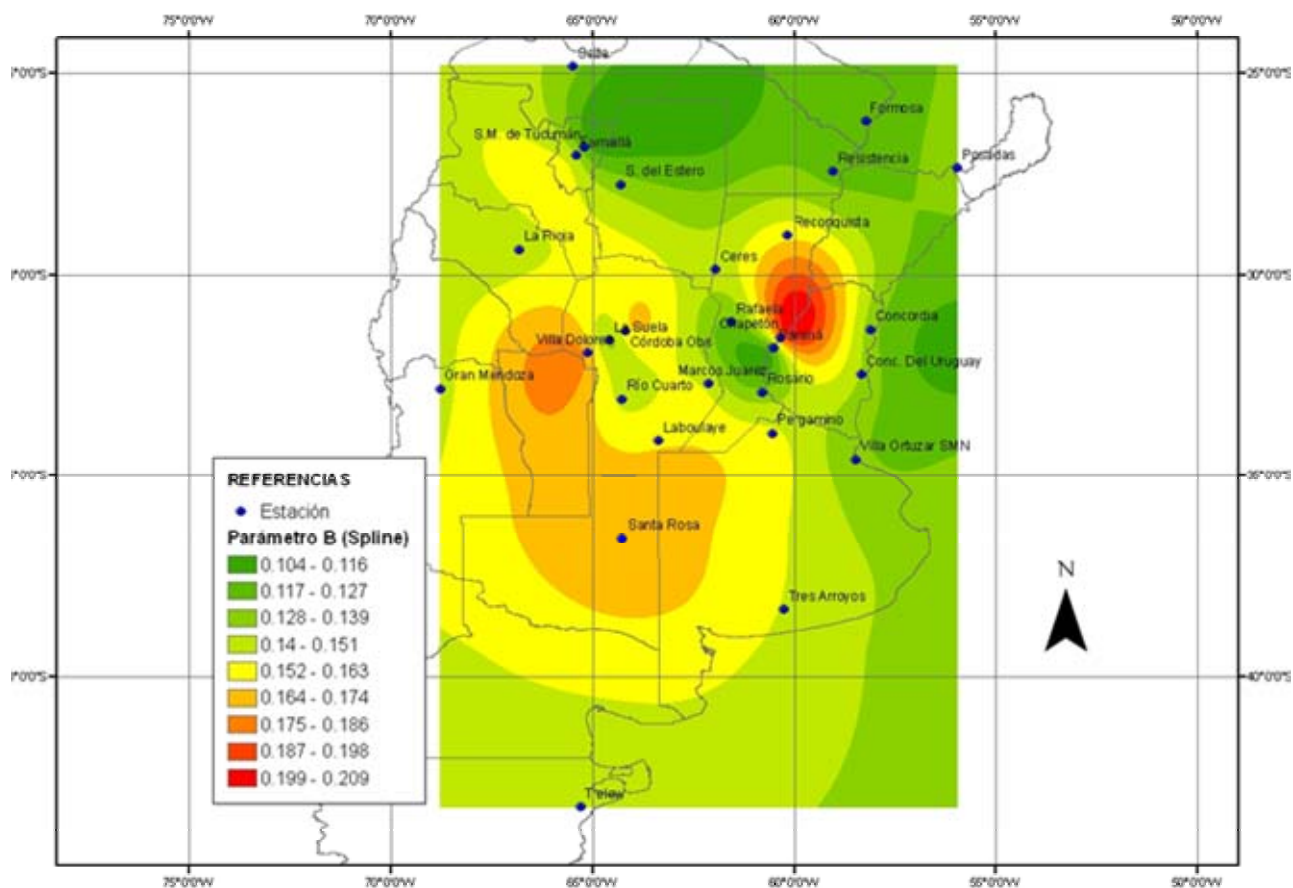 75°0'0"W 70°0'0"W 65°0'0"W 60°0'0"W 55°0'0"W 50°0'0"W
Salta
25°0'0"S
Formosa
S.M. de Tucumán
Famaillá
Resistencia
Posadas
S. del Estero
Reconquista
La Rioja
Ceres
30°0'0"S
Rafaela
Chapetón
Concordia
La Suela
Paraná
Villa Dolores
Córdoba Obs
Conc. Del Uruguay
Gran Mendoza
Marcos Juárez
Río Cuarto
Rosario
Laboulaye
Pergamino
Villa Ortuzar SMN
35°0'0"S
REFERENCIAS
Estación
Parámetro B (Spline)
0.104 - 0.116
0.117 - 0.127
0.128 - 0.139
0.14 - 0.151
0.152 - 0.163
0.164 - 0.174
0.175 - 0.186
0.187 - 0.198
0.199 - 0.209
Santa Rosa
N
Tres Arroyos
40°0'0"S
Trelew
75°0'0"W 70°0'0"W 65°0'0"W 60°0'0"W 55°0'0"W 50°0'0"W